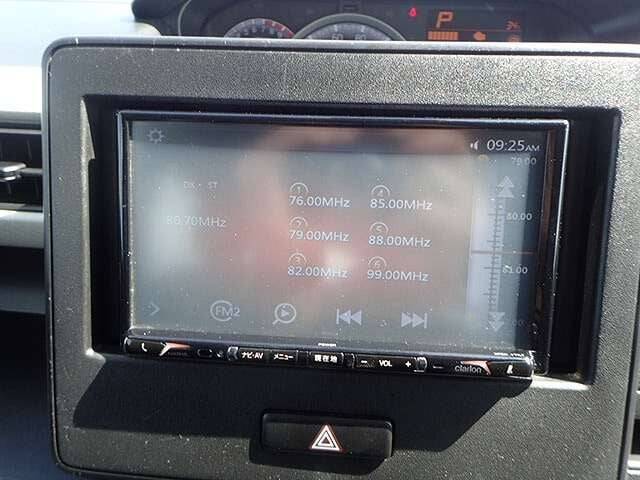 P
09:25AM
79.00
DX ST
1 76.00MHz 4 85.00MHz
80.00
80.70MHz
2 79.00MHz 5 88.00MHz
3 82.00MHz 6 99.00MHz
81.00
FM2
POWER
ナビ・AV メニュー 現在地 − VOL + clarion